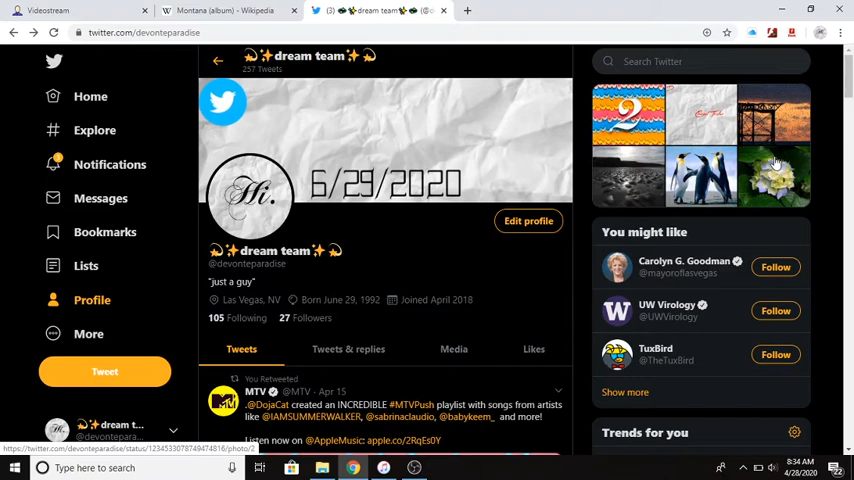 Videostream
Montana (album) - Wikipedia
(3) dream team (@d
twitter.com/devonteparadise
dream team
257 Tweets
Search Twitter
Home
Explore
Notifications
Messages
Bookmarks
Lists
Profile
More
Tweet
dream t...
@devontepara...
6/29/2020
Hi.
2
Edit profile
dream team
@devonteparadise
"just a guy"
Las Vegas, NV Born June 29, 1992 Joined April 2018
105 Following 27 Followers
Tweets Tweets & replies Media Likes
You Retweeted
MTV @MTV · Apr 15
.@DojaCat created an INCREDIBLE #MTVPush playlist with songs from artists
like @IAMSUMMERWALKER, @sabrinaclaudio, @babykeem_ and more!
Listen now on @AppleMusic: apple.co/2RqEs0Y
You might like
Carolyn G. Goodman
@mayoroflasvegas
Follow
UW Virology
@UWVirology
Follow
TuxBird
@TheTuxBird
Follow
Show more
Trends for you
https://twitter.com/devonteparadise/status/1234533078749474816/photo/2
Type here to search
8:34 AM
4/28/2020
22